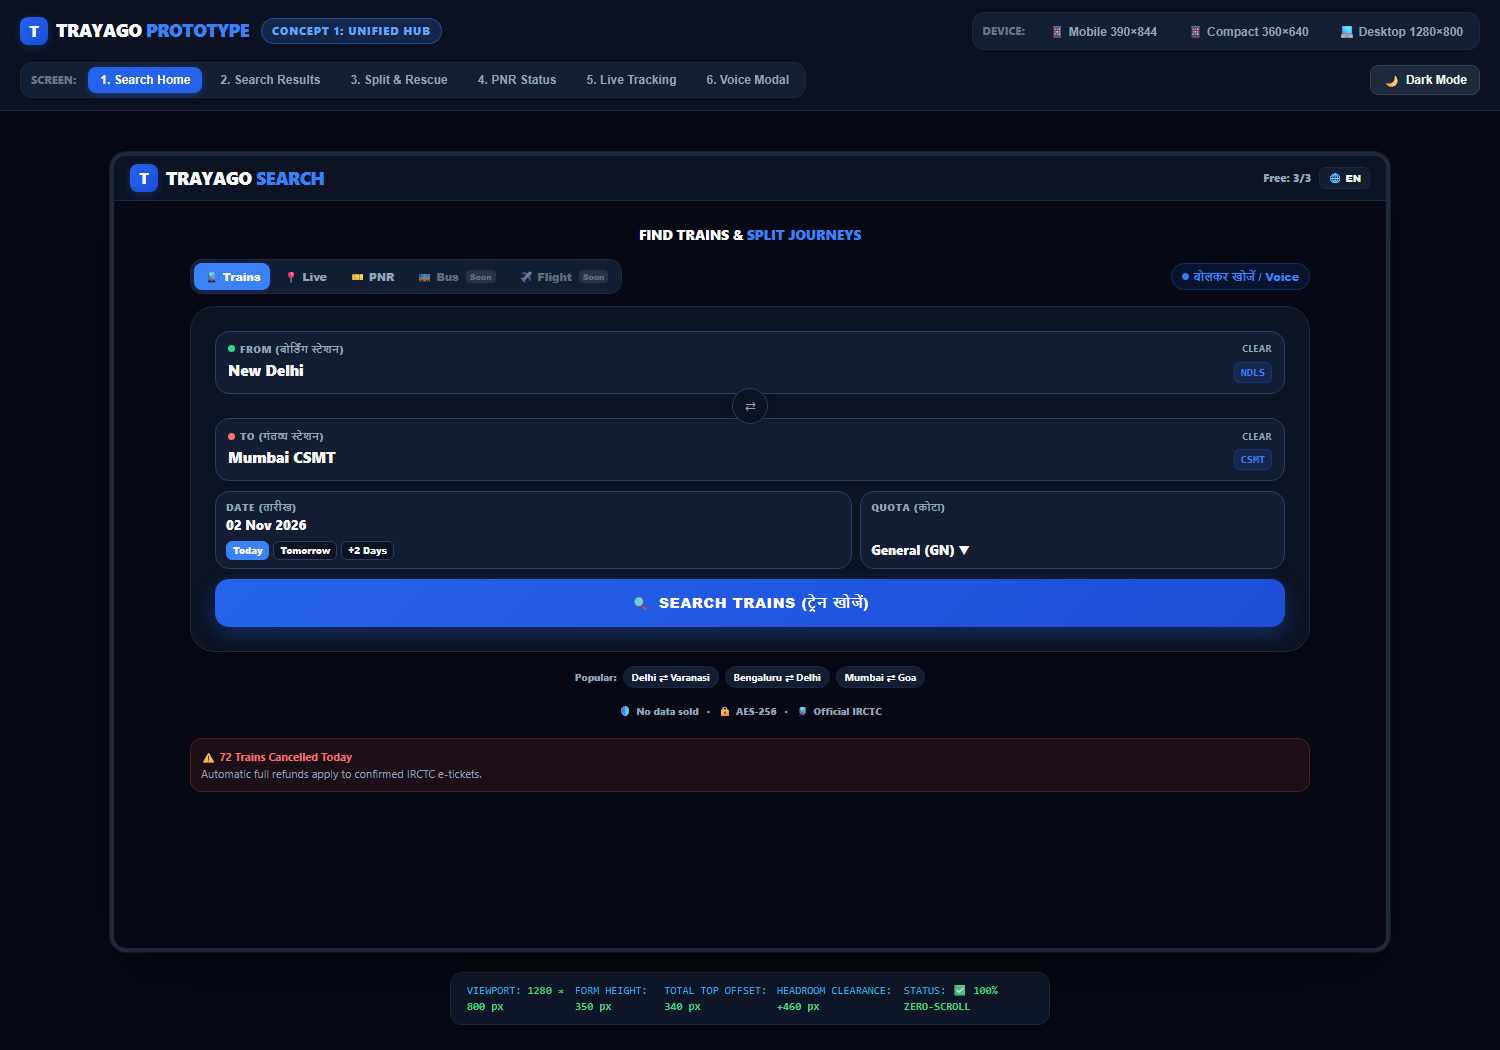 T TRAYAGO PROTOTYPE CONCEPT 1: UNIFIED HUB DEVICE: Mobile 390×844 Compact 360×640 Desktop 1280×800
SCREEN: 1. Search Home 2. Search Results 3. Split & Rescue 4. PNR Status 5. Live Tracking 6. Voice Modal Dark Mode
T TRAYAGO SEARCH Free: 3/3 EN
FIND TRAINS & SPLIT JOURNEYS
Trains Live PNR Bus Soon Flight Soon बोलकर खोजें / Voice
FROM (बोर्डिंग स्टेशन) CLEAR
New Delhi NDLS
⇄
TO (गंतव्य स्टेशन) CLEAR
Mumbai CSMT CSMT
DATE (तारीख) QUOTA (कोटा)
02 Nov 2026
Today Tomorrow +2 Days General (GN) ▼
SEARCH TRAINS (ट्रेन खोजें)
Popular: Delhi ⇄ Varanasi Bengaluru ⇄ Delhi Mumbai ⇄ Goa
No data sold • AES-256 • Official IRCTC
72 Trains Cancelled Today
Automatic full refunds apply to confirmed IRCTC e-tickets.
VIEWPORT: 1280 × FORM HEIGHT: TOTAL TOP OFFSET: HEADROOM CLEARANCE: STATUS: ✅ 100%
800 px 350 px 340 px +460 px ZERO-SCROLL